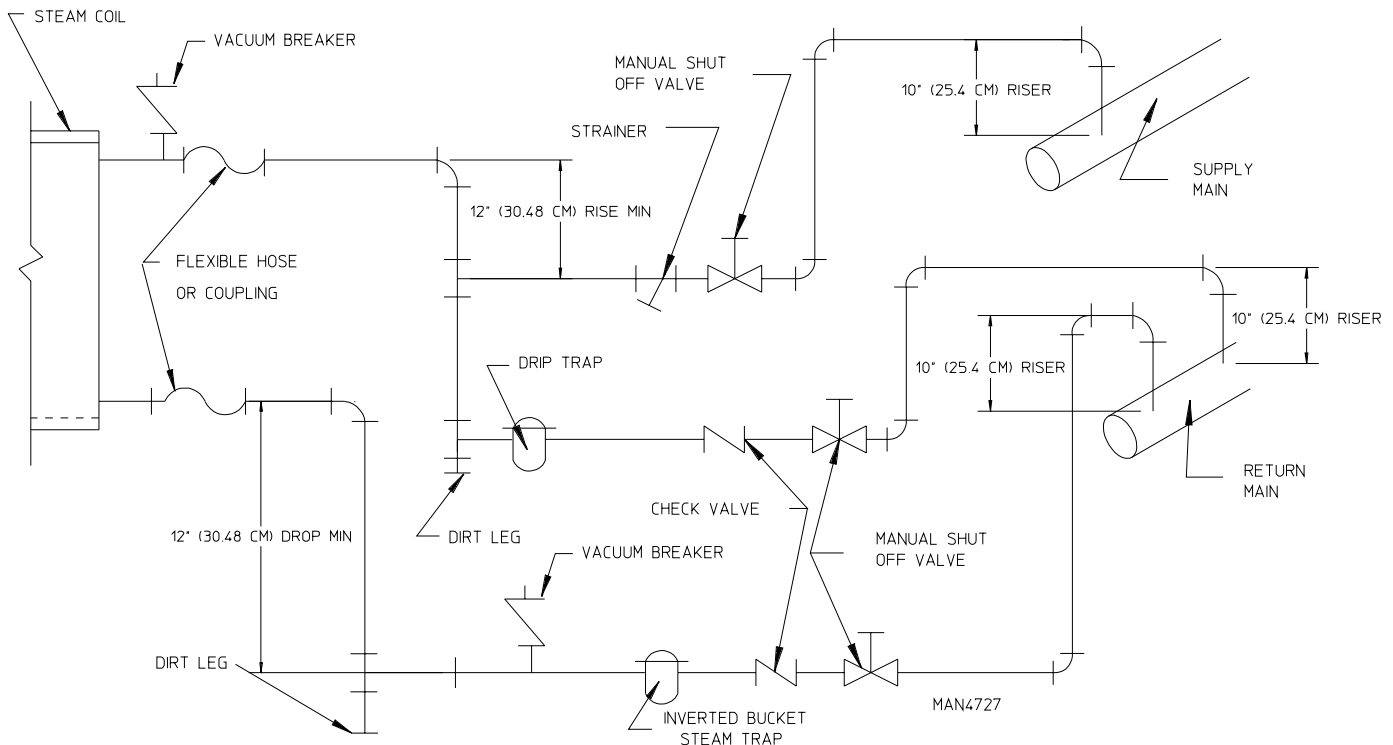 STEAM COIL
VACUUM BREAKER
MANUAL SHUT
OFF VALVE
10" (25.4 CM) RISER
STRAINER
SUPPLY
MAIN
12" (30.48 CM) RISE MIN
FLEXIBLE HOSE
OR COUPLING
10" (25.4 CM) RISER
10" (25.4 CM) RISER
DRIP TRAP
RETURN
MAIN
CHECK VALVE
12" (30.48 CM) DROP MIN
DIRT LEG
MANUAL SHUT
OFF VALVE
VACUUM BREAKER
DIRT LEG
MAN4727
INVERTED BUCKET
STEAM TRAP